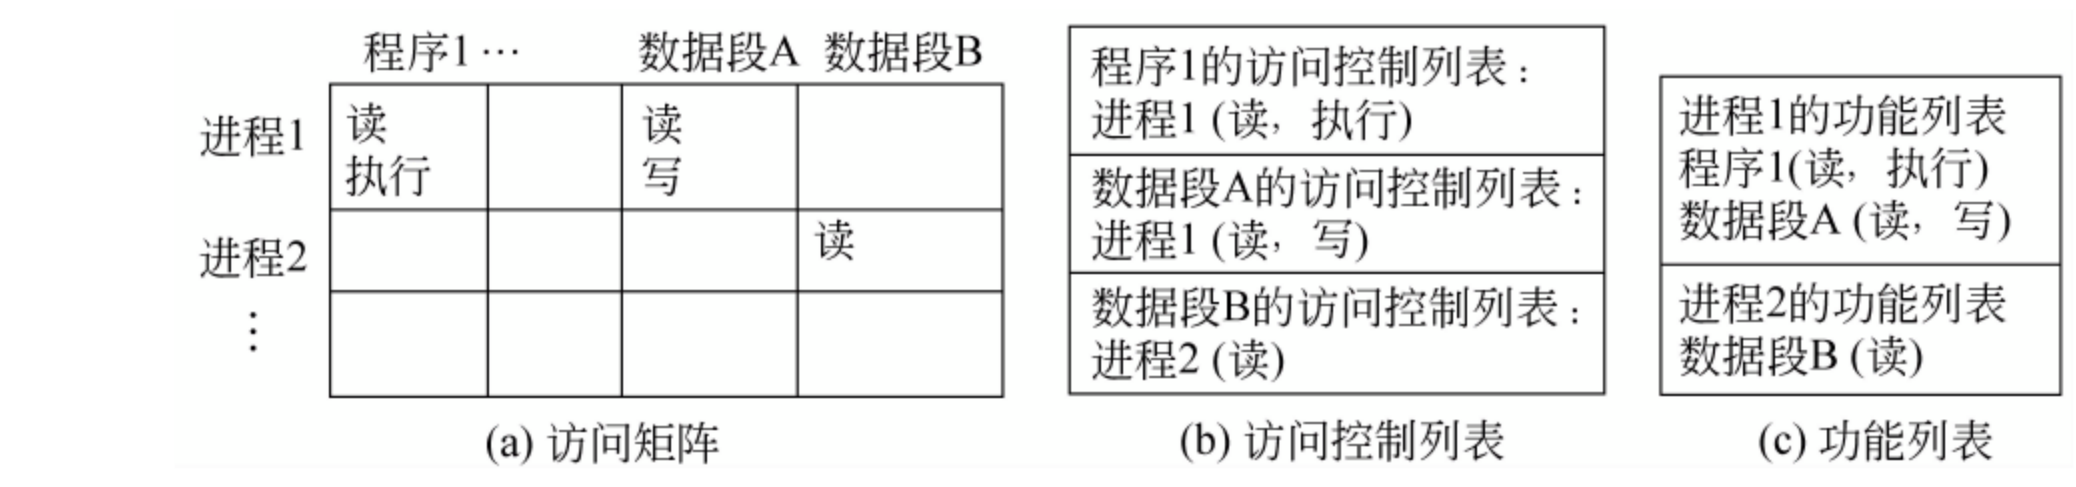 程序1 …
数据段A 数据段B
进程1
读
执行
读
写
进程2
读
⋮
(a) 访问矩阵
程序1的访问控制列表：
进程1 (读，执行)
数据段A的访问控制列表：
进程1 (读，写)
数据段B的访问控制列表：
进程2 (读)
(b) 访问控制列表
进程1的功能列表
程序1(读，执行)
数据段A (读，写)
进程2的功能列表
数据段B (读)
(c) 功能列表